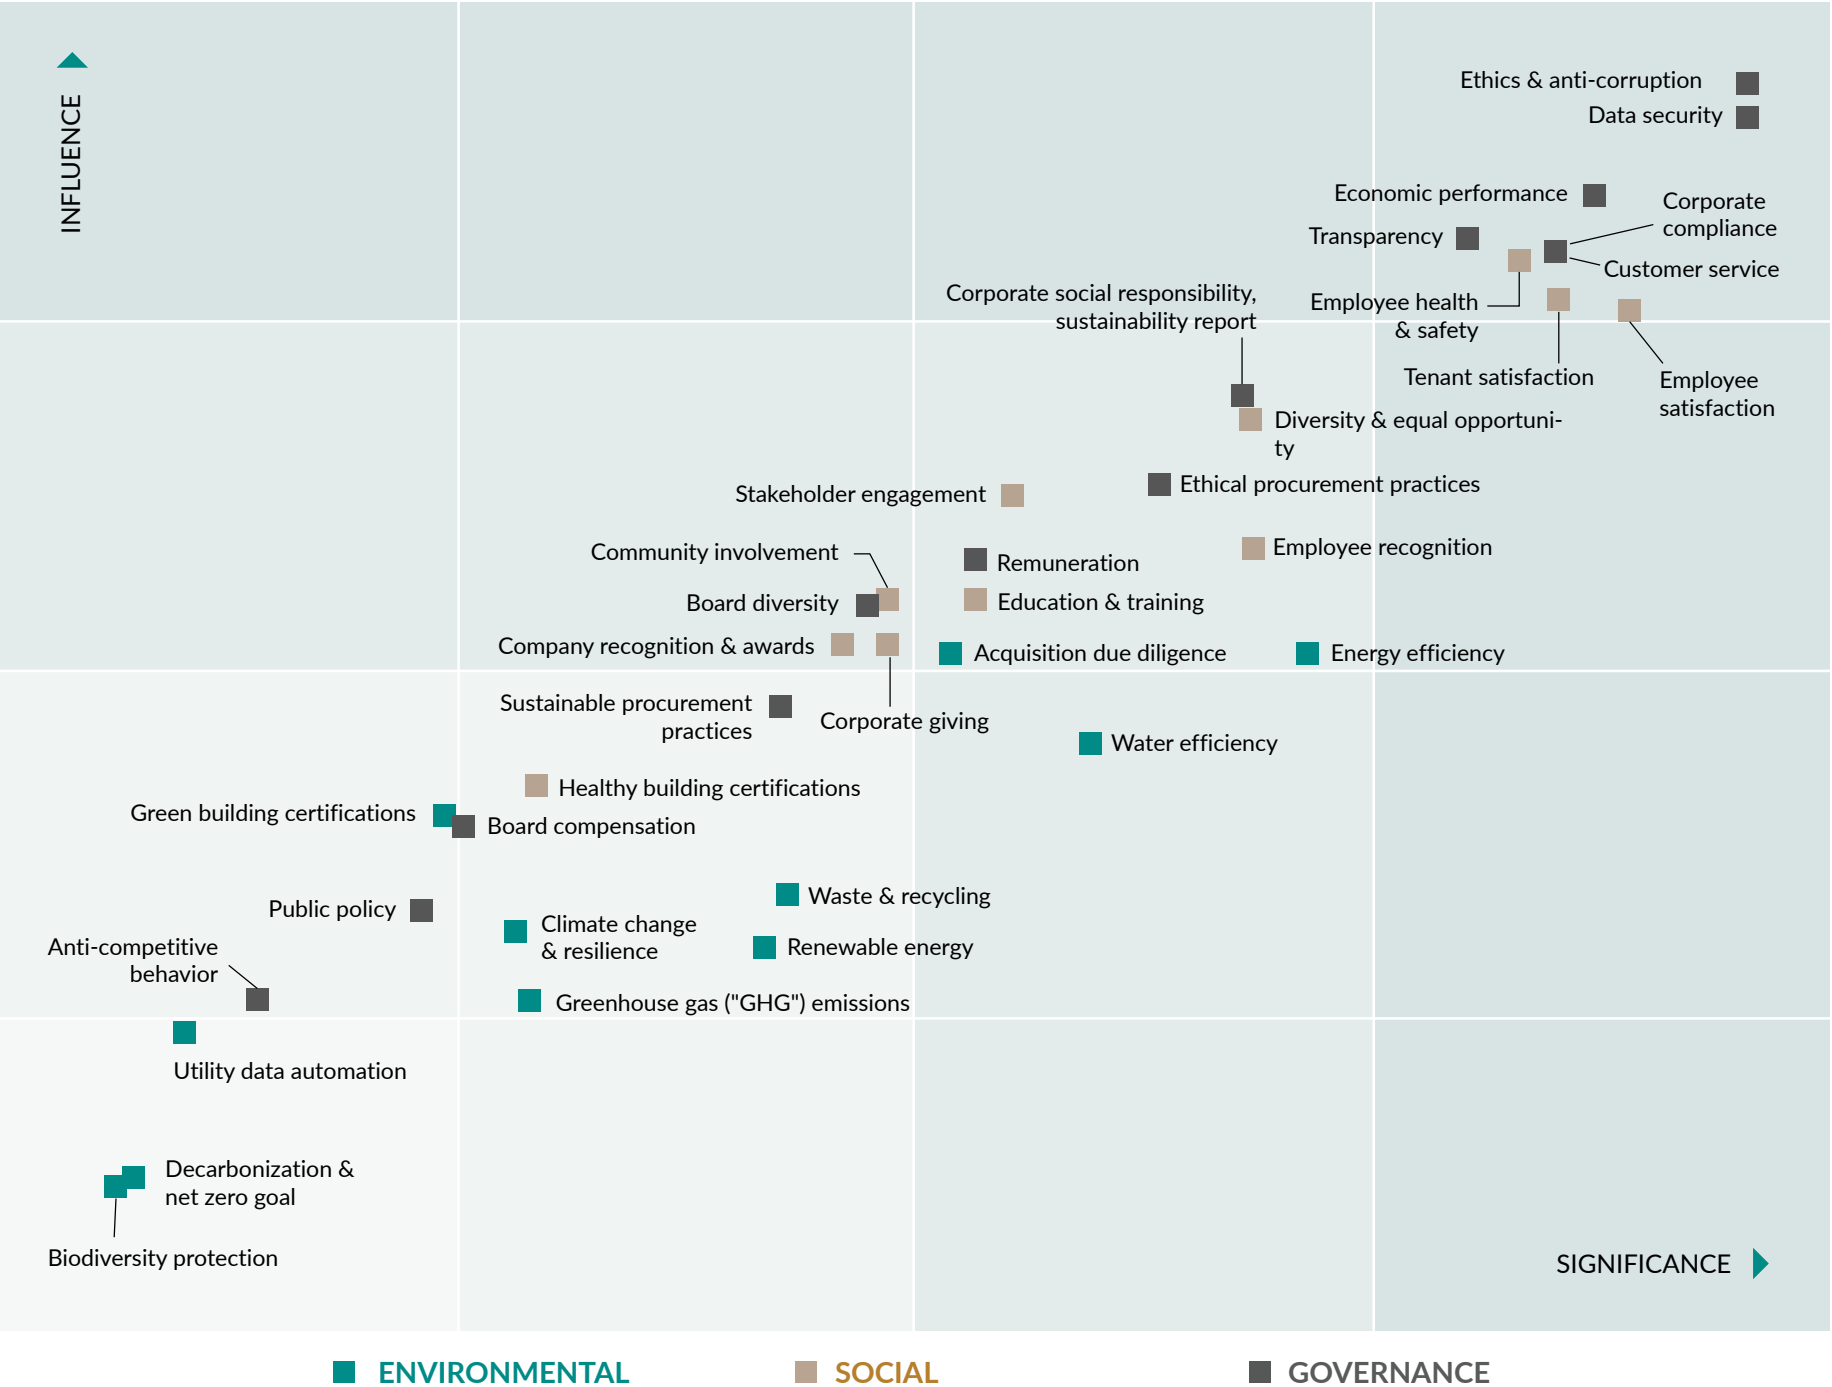 INFLUENCE
Ethics & anti-corruption
Data security
Economic performance
Corporate
compliance
Transparency
Customer service
Corporate social responsibility,
sustainability report
Employee health
& safety
Tenant satisfaction
Employee
satisfaction
Diversity & equal opportuni-
ty
Ethical procurement practices
Stakeholder engagement
Community involvement
Employee recognition
Remuneration
Board diversity
Education & training
Company recognition & awards
Acquisition due diligence
Energy efficiency
Sustainable procurement
practices
Corporate giving
Water efficiency
Healthy building certifications
Green building certifications
Board compensation
Waste & recycling
Public policy
Climate change
& resilience
Renewable energy
Anti-competitive
behavior
Greenhouse gas ("GHG") emissions
Utility data automation
Decarbonization &
net zero goal
Biodiversity protection
SIGNIFICANCE
ENVIRONMENTAL
SOCIAL
GOVERNANCE